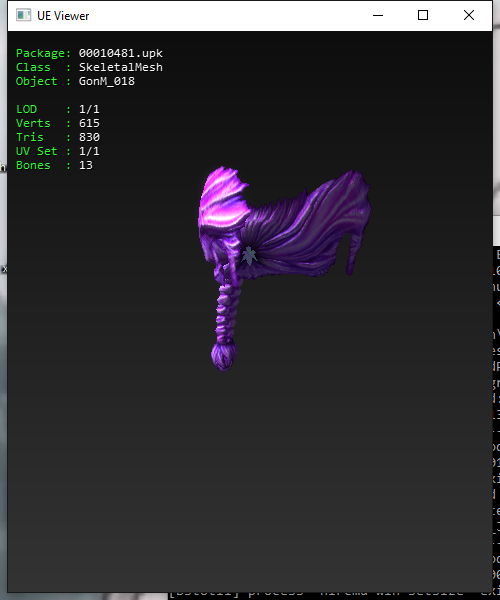 UE Viewer
Package: 00010481.upk
Class : SkeletalMesh
Object : GonM_018
LOD : 1/1
Verts : 615
Tris : 830
UV Set : 1/1
Bones : 13